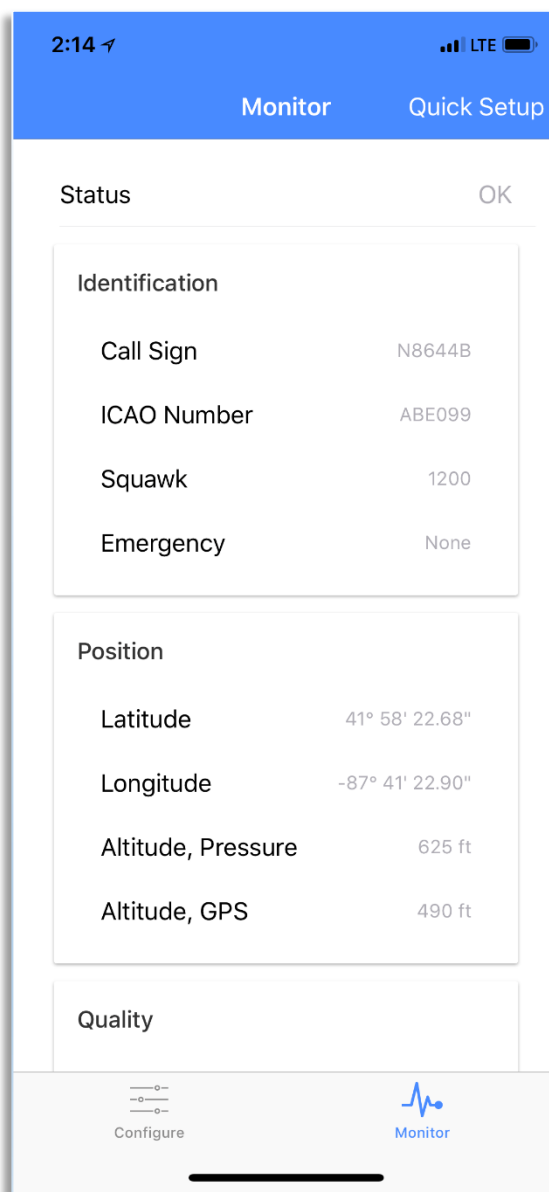 2:14 LTE
Monitor Quick Setup
Status OK
Identification
Call Sign N8644B
ICAO Number ABE099
Squawk 1200
Emergency None
Position
Latitude 41° 58' 22.68"
Longitude -87° 41' 22.90"
Altitude, Pressure 625 ft
Altitude, GPS 490 ft
Quality
Configure Monitor